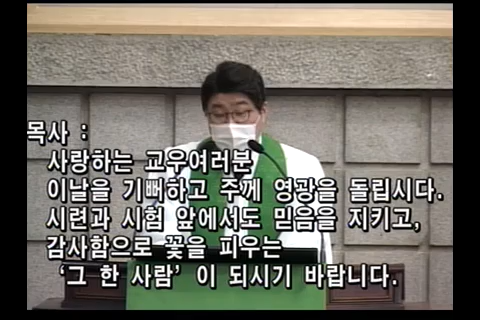 목사 :
사랑하는 교우여러분
이날을 기뻐하고 주께 영광을 돌립시다.
시련과 시험 앞에서도 믿음을 지키고,
감사함으로 꽃을 피우는
‘그 한 사람’ 이 되시기 바랍니다.